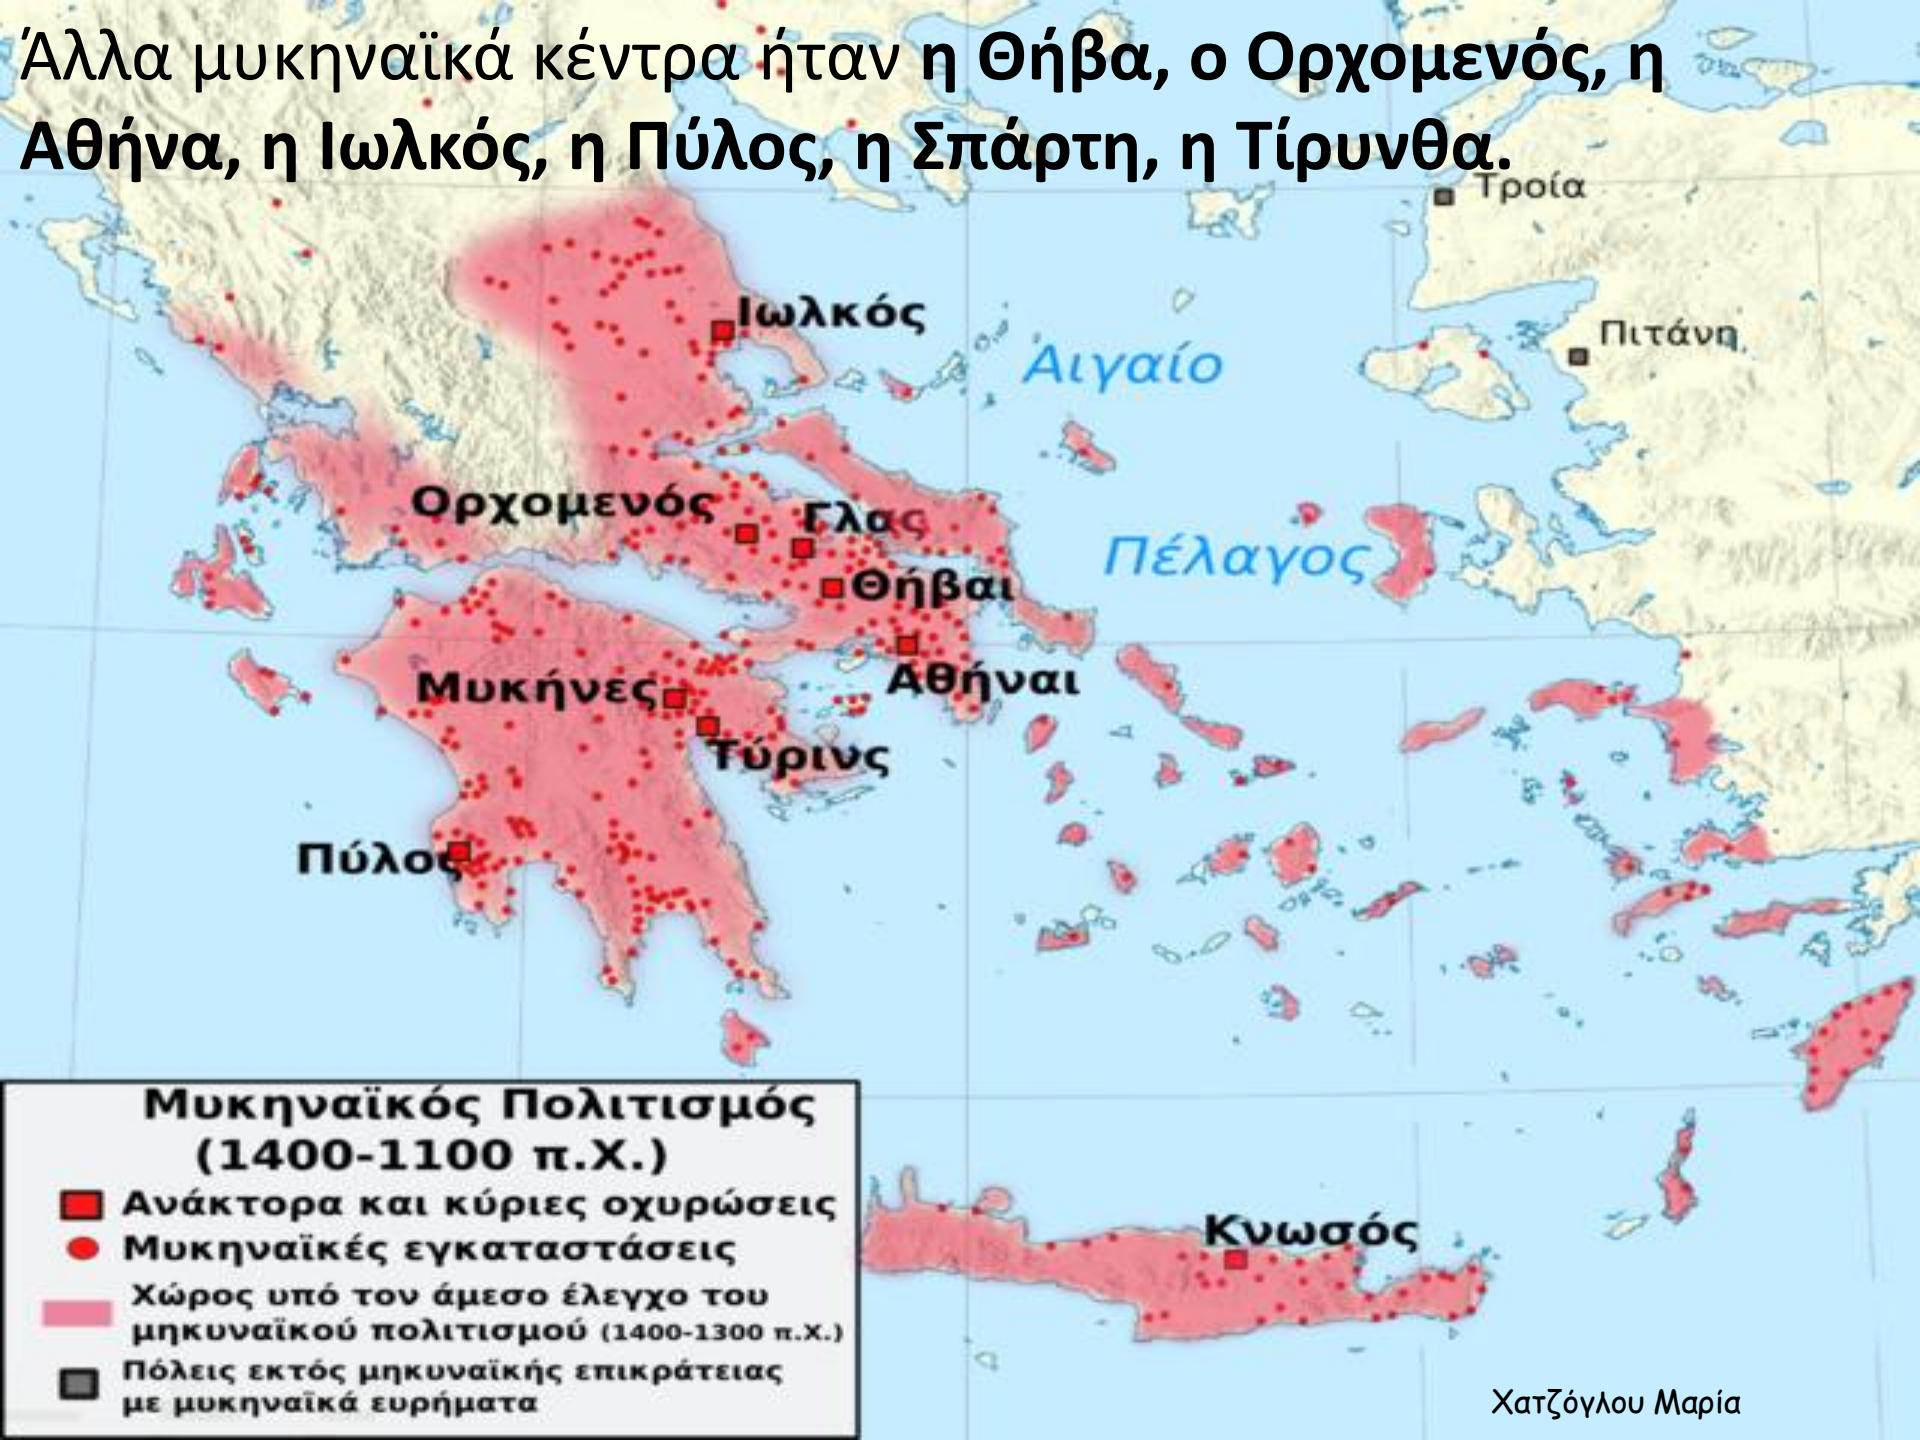 Άλλα μυκηναϊκά κέντρα ήταν η Θήβα, ο Ορχομενός, η
Αθήνα, η Ιωλκός, η Πύλος, η Σπάρτη, η Τίρυνθα.
Τροία
Ιωλκός
Πιτάνη
Αιγαίο
Ορχομενός
Γλας
Πέλαγος
Θήβαι
Αθήναι
Μυκήνες
Τύρινς
Πύλος
Κνωσός
Μυκηναϊκός Πολιτισμός
(1400-1100 π.Χ.)
Ανάκτορα και κύριες οχυρώσεις
Μυκηναϊκές εγκαταστάσεις
Χώρος υπό τον άμεσο έλεγχο του
μηκυναϊκού πολιτισμού (1400-1300 π.Χ.)
Πόλεις εκτός μηκυναϊκής επικράτειας
με μυκηναϊκά ευρήματα
Χατζόγλου Μαρία